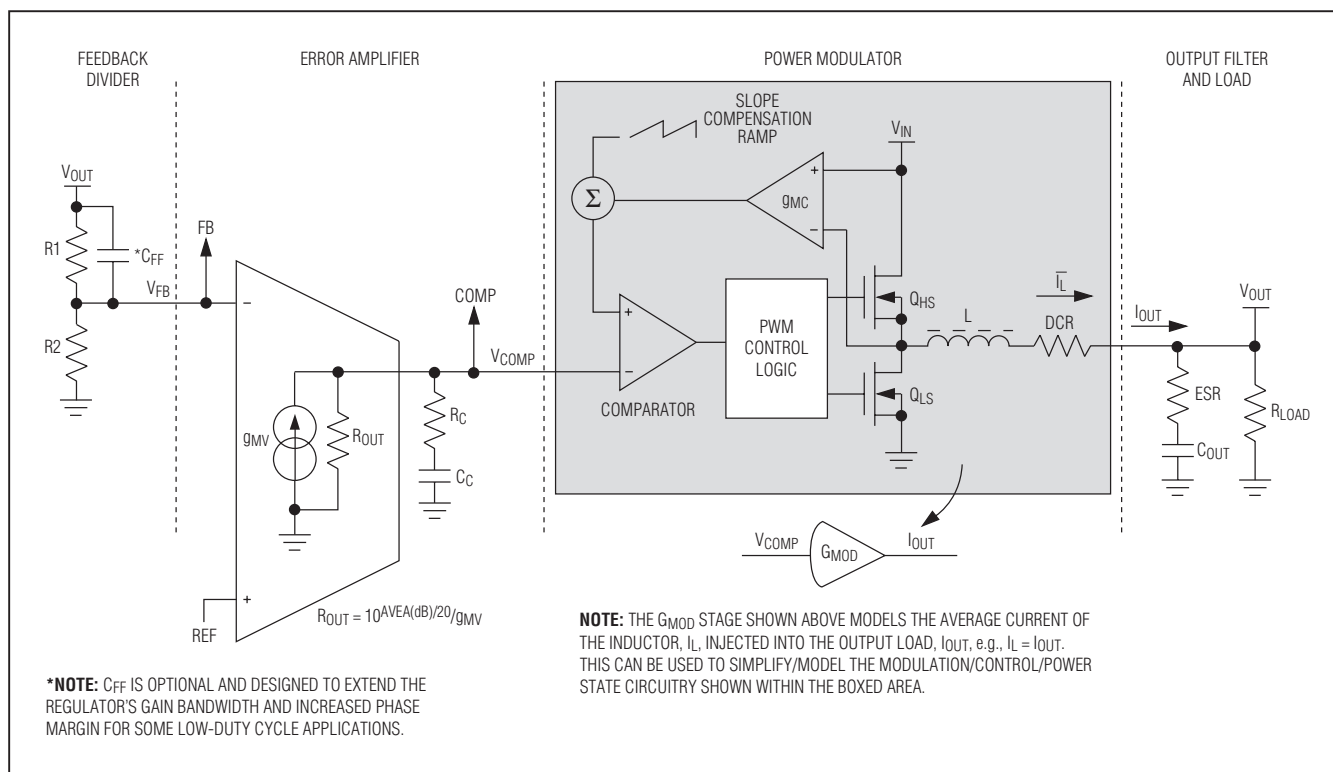 FEEDBACK
DIVIDER
ERROR AMPLIFIER
POWER MODULATOR
OUTPUT FILTER
AND LOAD
SLOPE
COMPENSATION
RAMP
VIN
VOUT
FB
R1
*CFF
VFB
R2
gMV
ROUT
COMP
VCOMP
RC
CC
Σ
gMC
+
−
+
−
COMPARATOR
PWM
CONTROL
LOGIC
QHS
QLS
L
IL
DCR
IOUT
VOUT
ESR
COUT
RLOAD
−
+
REF
ROUT = 10^AVEA(dB)/20/gMV
VCOMP
GMOD
IOUT
*NOTE: CFF IS OPTIONAL AND DESIGNED TO EXTEND THE
REGULATOR'S GAIN BANDWIDTH AND INCREASED PHASE
MARGIN FOR SOME LOW-DUTY CYCLE APPLICATIONS.
NOTE: THE GMOD STAGE SHOWN ABOVE MODELS THE AVERAGE CURRENT OF
THE INDUCTOR, IL, INJECTED INTO THE OUTPUT LOAD, IOUT, e.g., IL = IOUT.
THIS CAN BE USED TO SIMPLIFY/MODEL THE MODULATION/CONTROL/POWER
STATE CIRCUITRY SHOWN WITHIN THE BOXED AREA.